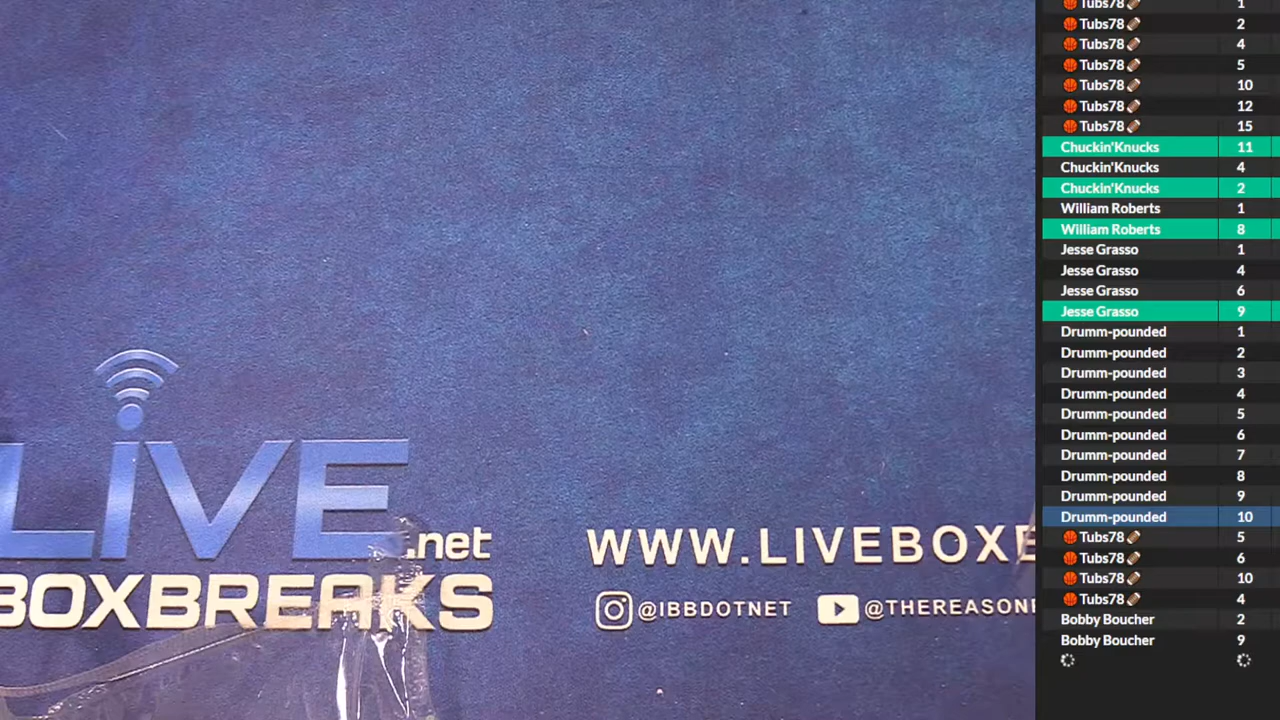 🏀Tubs78🏈 1
🏀Tubs78🏈 2
🏀Tubs78🏈 4
🏀Tubs78🏈 5
🏀Tubs78🏈 10
🏀Tubs78🏈 12
🏀Tubs78🏈 15
Chuckin'Knucks 11
Chuckin'Knucks 4
Chuckin'Knucks 2
William Roberts 1
William Roberts 8
Jesse Grasso 1
Jesse Grasso 4
Jesse Grasso 6
Jesse Grasso 9
Drumm-pounded 1
Drumm-pounded 2
Drumm-pounded 3
Drumm-pounded 4
Drumm-pounded 5
Drumm-pounded 6
Drumm-pounded 7
Drumm-pounded 8
Drumm-pounded 9
Drumm-pounded 10
🏀Tubs78🏈 5
🏀Tubs78🏈 6
🏀Tubs78🏈 10
🏀Tubs78🏈 4
Bobby Boucher 2
Bobby Boucher 9
LiVE
.net
BOXBREAKS
WWW.LIVEBOXE
@IBBDOTNET @THEREASONE